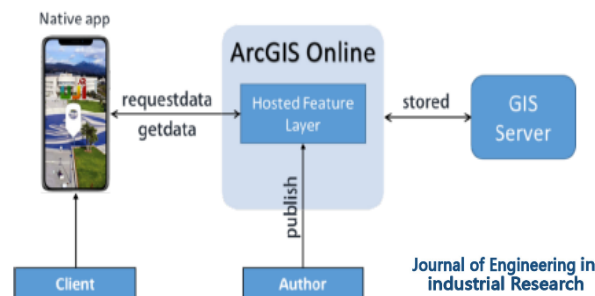 Native app
ArcGIS Online
requestdata
getdata
Hosted Feature
Layer
stored
GIS
Server
publish
Client
Author
Journal of Engineering in
industrial Research